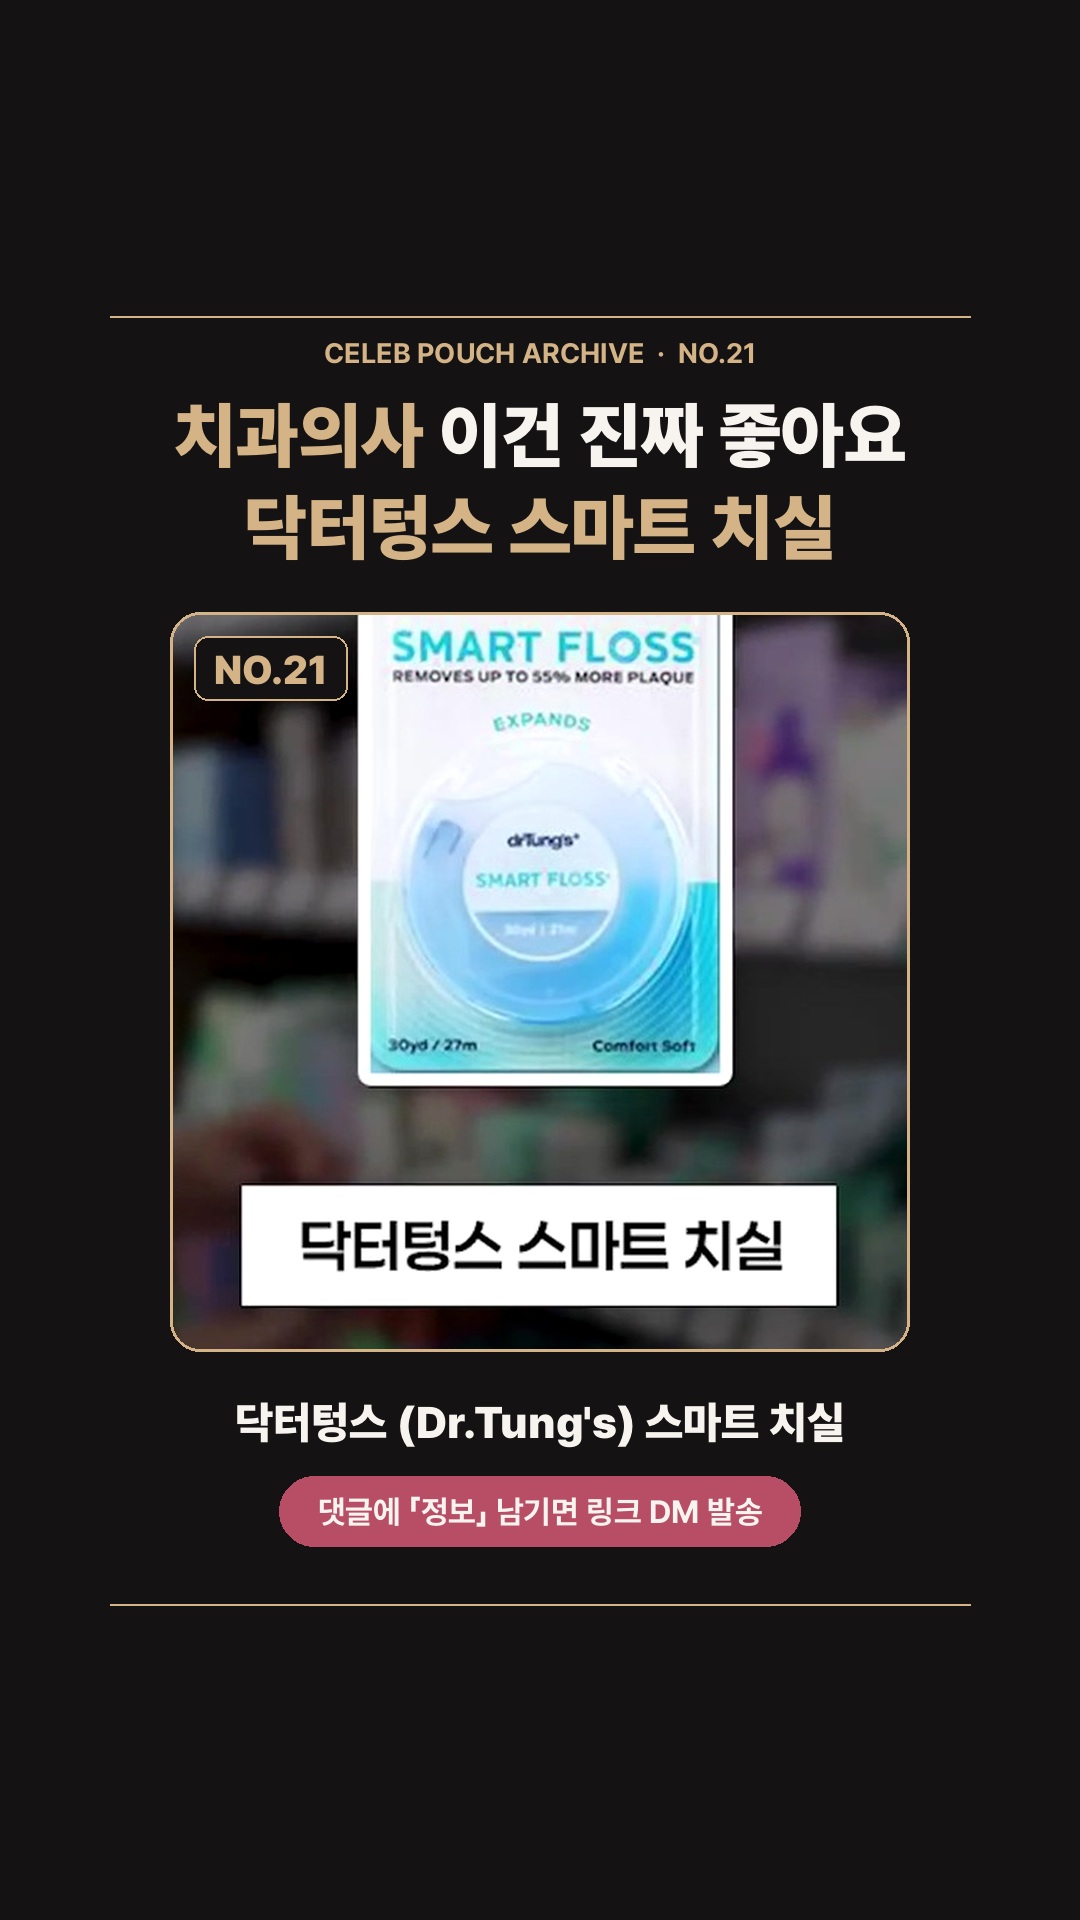 CELEB POUCH ARCHIVE · NO.21
치과의사 이건 진짜 좋아요
닥터텅스 스마트 치실
NO.21
SMART FLOSS
REMOVES UP TO 55% MORE PLAQUE
EXPANDS
drTung's®
SMART FLOSS®
30yd | 27m
30yd / 27m
Comfort Soft
닥터텅스 스마트 치실
닥터텅스 (Dr.Tung's) 스마트 치실
댓글에 「정보」 남기면 링크 DM 발송